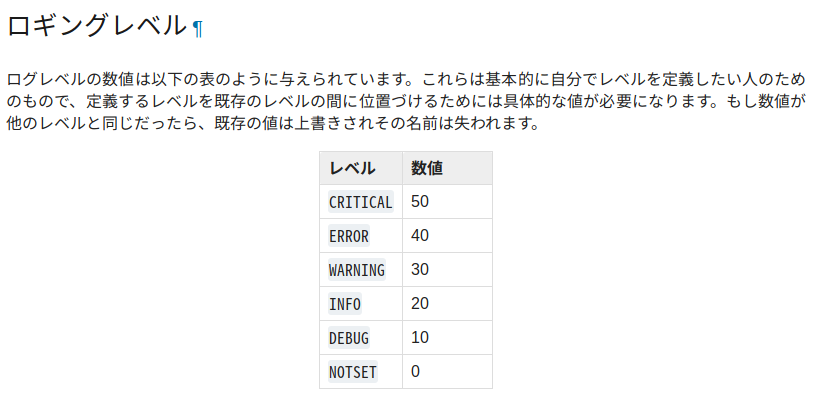 ロギングレベル¶
ログレベルの数値は以下の表のように与えられています。これらは基本的に自分でレベルを定義したい人のため
のもので、定義するレベルを既存のレベルの間に位置づけるためには具体的な値が必要になります。もし数値が
他のレベルと同じだったら、既存の値は上書きされその名前は失われます。
レベル 数値
CRITICAL 50
ERROR 40
WARNING 30
INFO 20
DEBUG 10
NOTSET 0